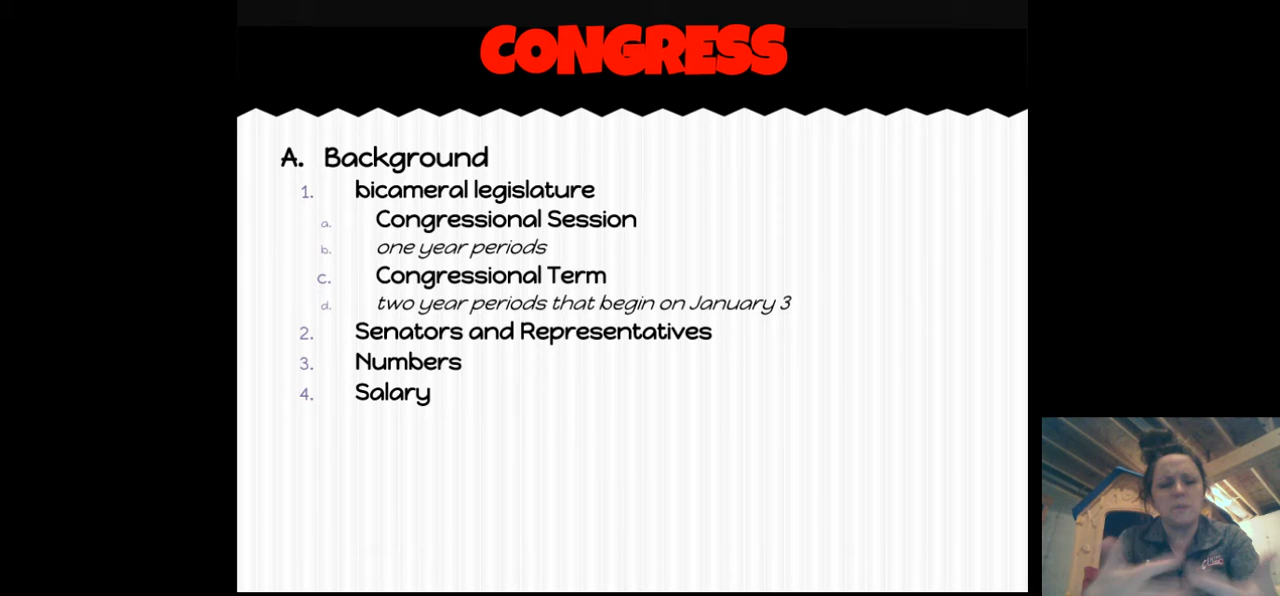 CONGRESS
A. Background
1. bicameral legislature
a. Congressional Session
b. one year periods
c. Congressional Term
d. two year periods that begin on January 3
2. Senators and Representatives
3. Numbers
4. Salary